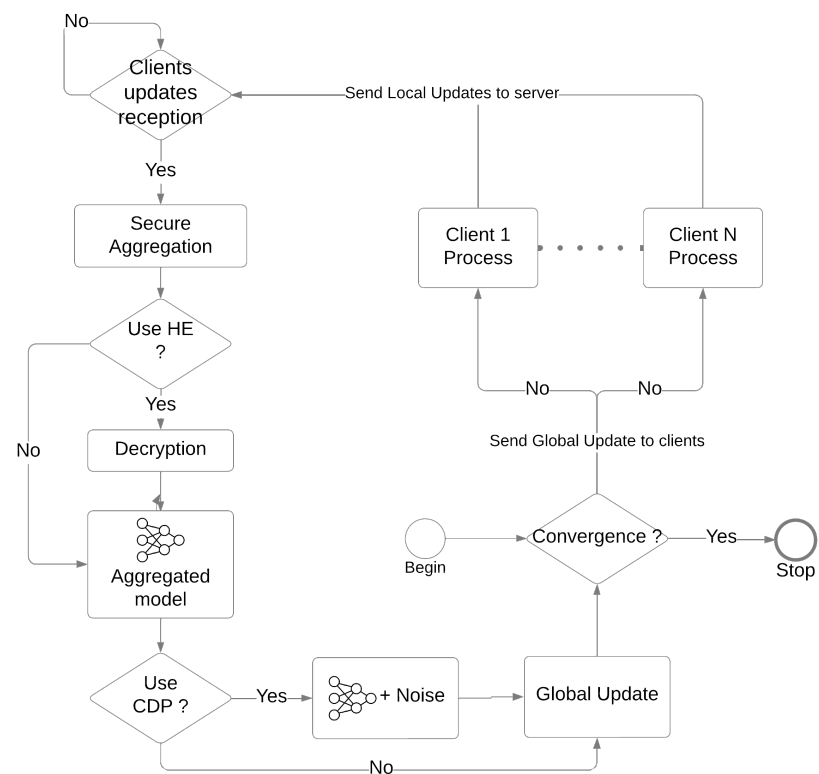 No
Clients
updates
reception
Send Local Updates to server
Yes
Secure
Aggregation
Client 1
Process
Client N
Process
Use HE
?
No
No
Yes
Send Global Update to clients
Decryption
No
Convergence ?
Yes
Begin
Stop
Aggregated
model
Use
CDP ?
Yes
+ Noise
Global Update
No